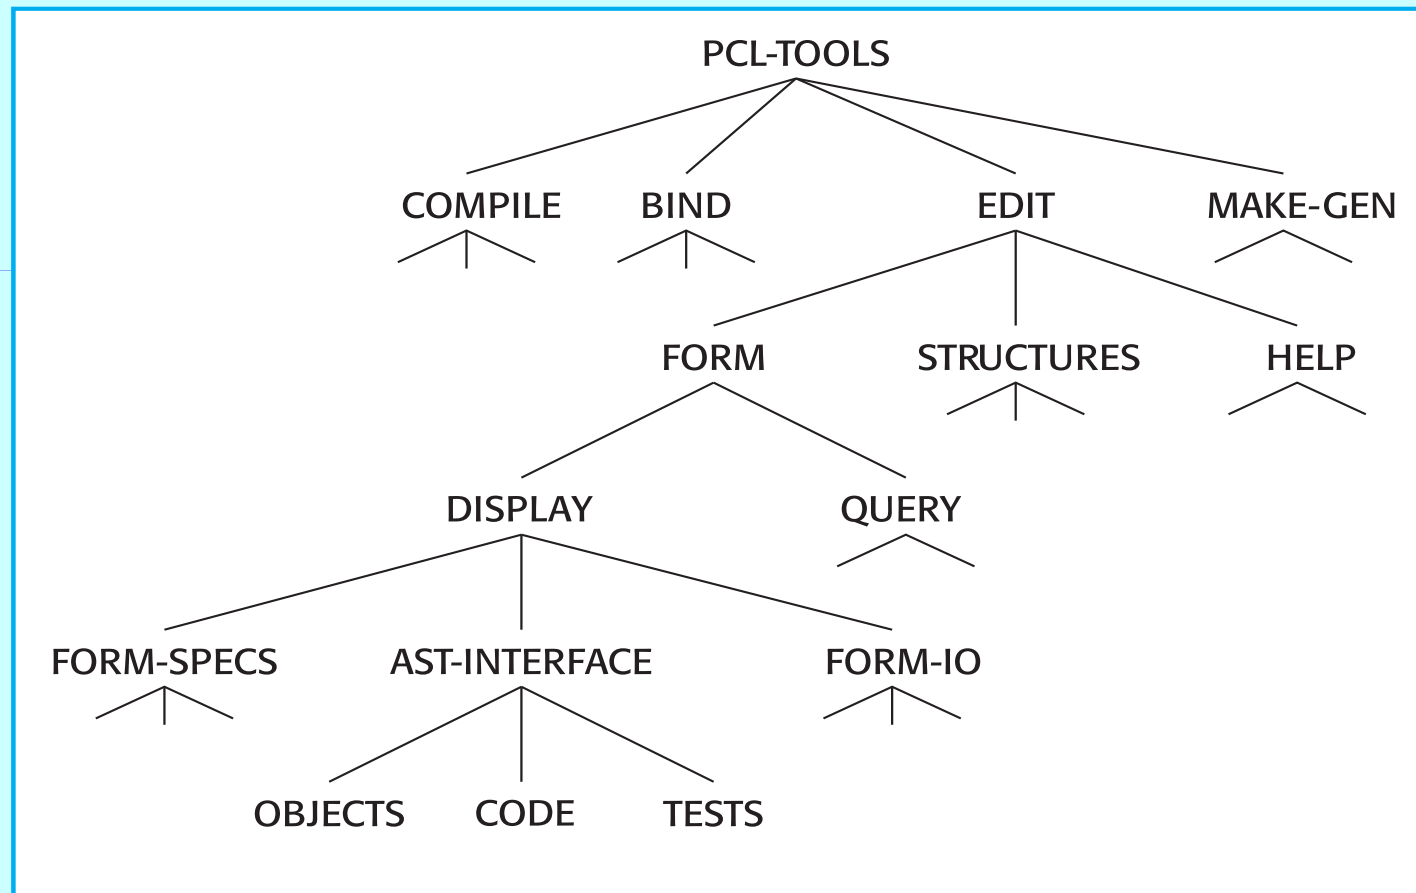 PCL-TOOLS
COMPILE BIND EDIT MAKE-GEN
FORM STRUCTURES HELP
DISPLAY QUERY
FORM-SPECS AST-INTERFACE FORM-IO
OBJECTS CODE TESTS